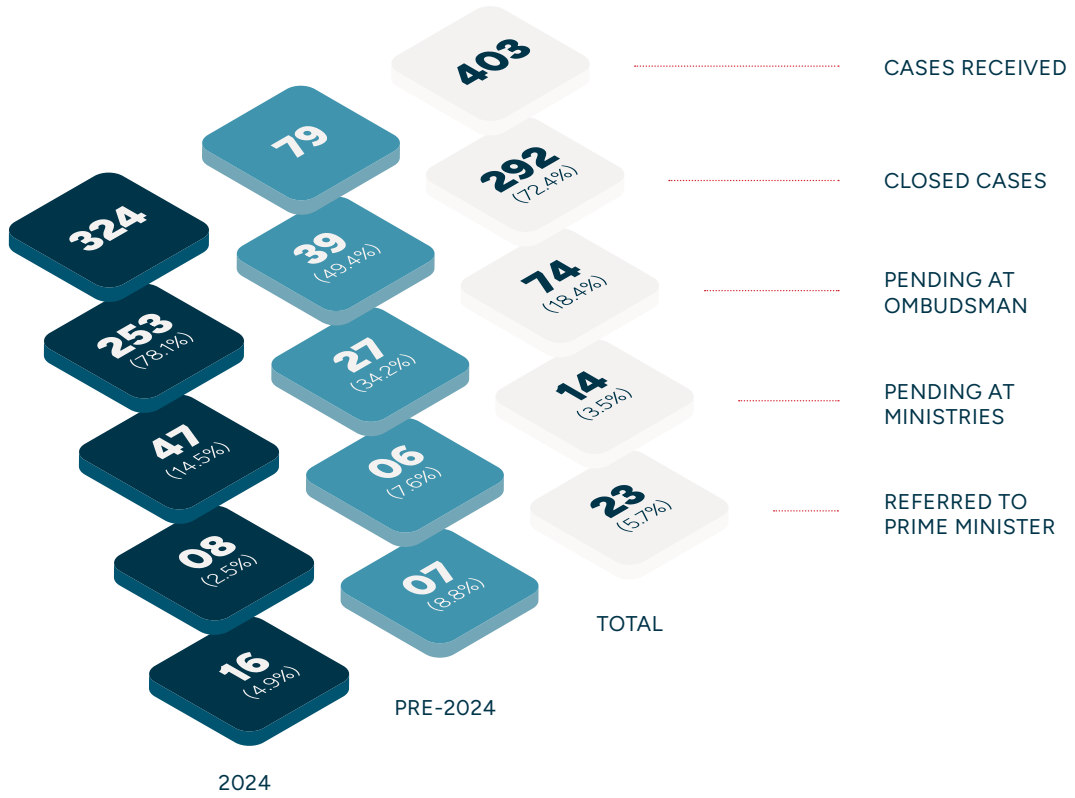 403
CASES RECEIVED
79
324
292
(72.4%)
CLOSED CASES
39
(49.4%)
253
(78.1%)
74
(18.4%)
PENDING AT
OMBUDSMAN
27
(34.2%)
47
(14.5%)
14
(3.5%)
PENDING AT
MINISTRIES
06
(7.6%)
08
(2.5%)
23
(5.7%)
REFERRED TO
PRIME MINISTER
07
(8.8%)
16
(4.9%)
TOTAL
PRE-2024
2024